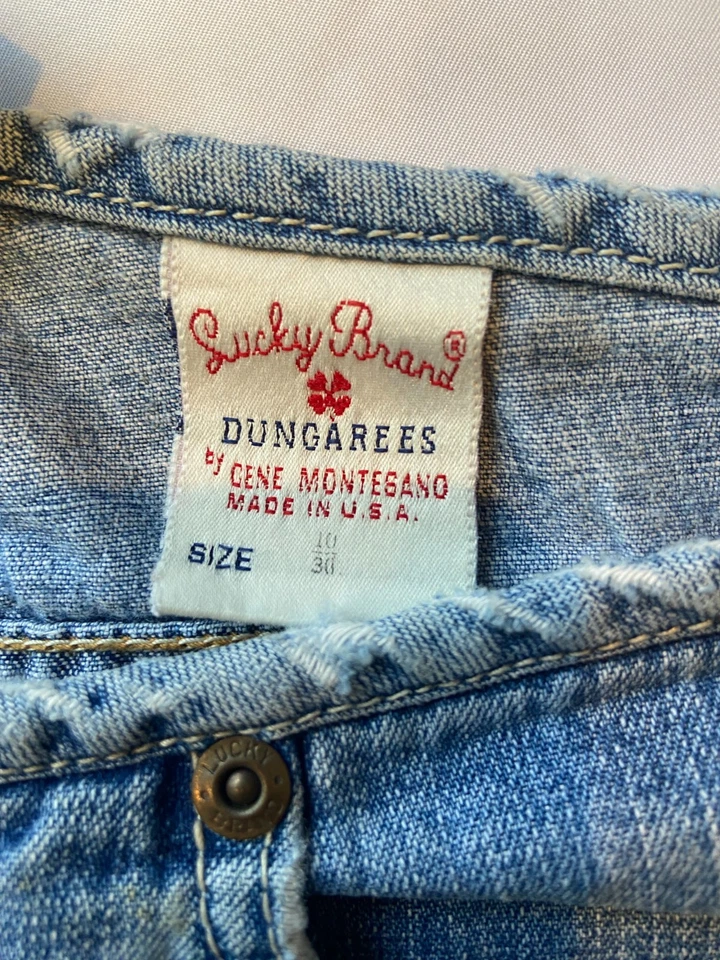 Lucky Brand®
DUNGAREES
by GENE MONTESANO
MADE IN U.S.A.
SIZE 10
30
LUCKY